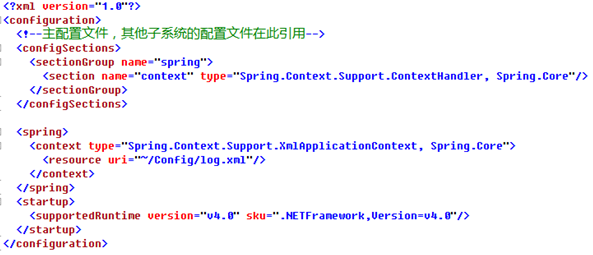 <?xml version="1.0"?>
<configuration>
  <!--主配置文件，其他子系统的配置文件在此引用-->
  <configSections>
    <sectionGroup name="spring">
      <section name="context" type="Spring.Context.Support.ContextHandler, Spring.Core"/>
    </sectionGroup>
  </configSections>

  <spring>
    <context type="Spring.Context.Support.XmlApplicationContext, Spring.Core">
      <resource uri="~/Config/log.xml"/>
    </context>
  </spring>
  <startup>
    <supportedRuntime version="v4.0" sku=".NETFramework,Version=v4.0"/>
  </startup>
</configuration>